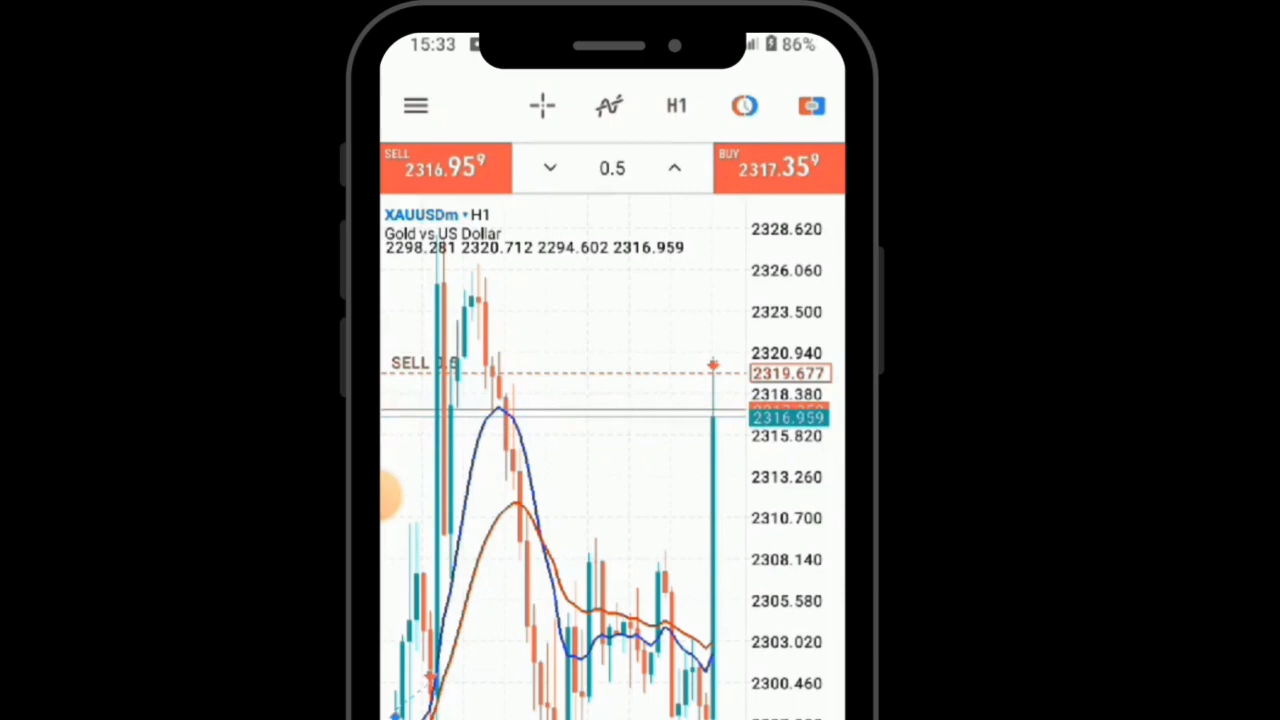 15:33 86%
H1
SELL 2316.95⁹ 0.5 BUY 2317.35⁹
XAUUSDm H1
Gold vs US Dollar
2298.281 2320.712 2294.602 2316.959
2328.620
2326.060
2323.500
2320.940
SELL 0.5
2319.677
2318.380
2316.959
2315.820
2313.260
2310.700
2308.140
2305.580
2303.020
2300.460